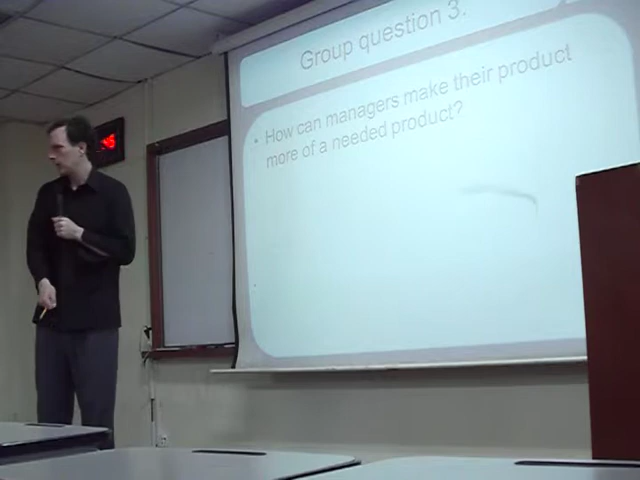 Group question 3.
• How can managers make their product
more of a needed product?